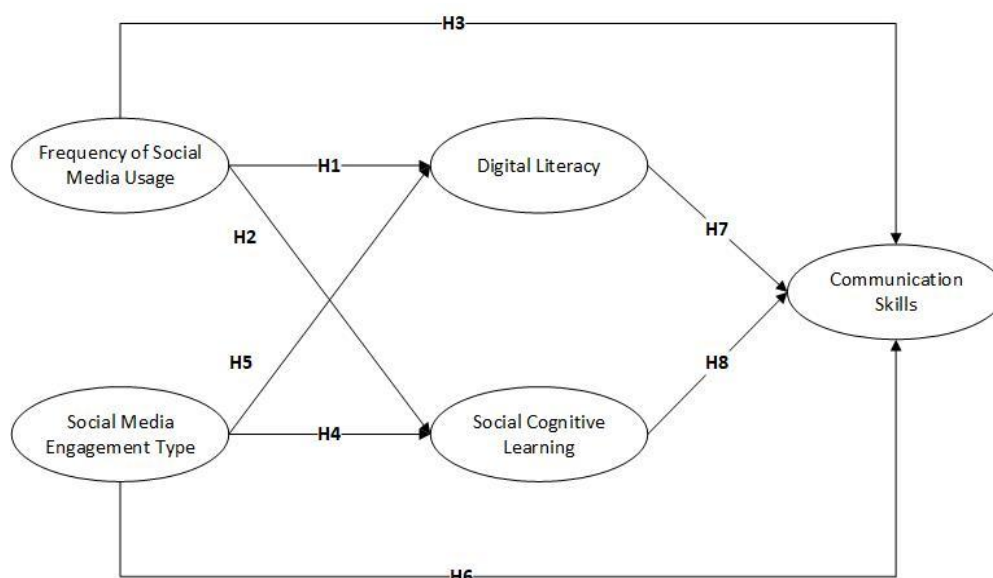 H3
Frequency of Social
Media Usage
H1
Digital Literacy
H2
H7
Communication
Skills
H5
H8
Social Media
Engagement Type
H4
Social Cognitive
Learning
H6